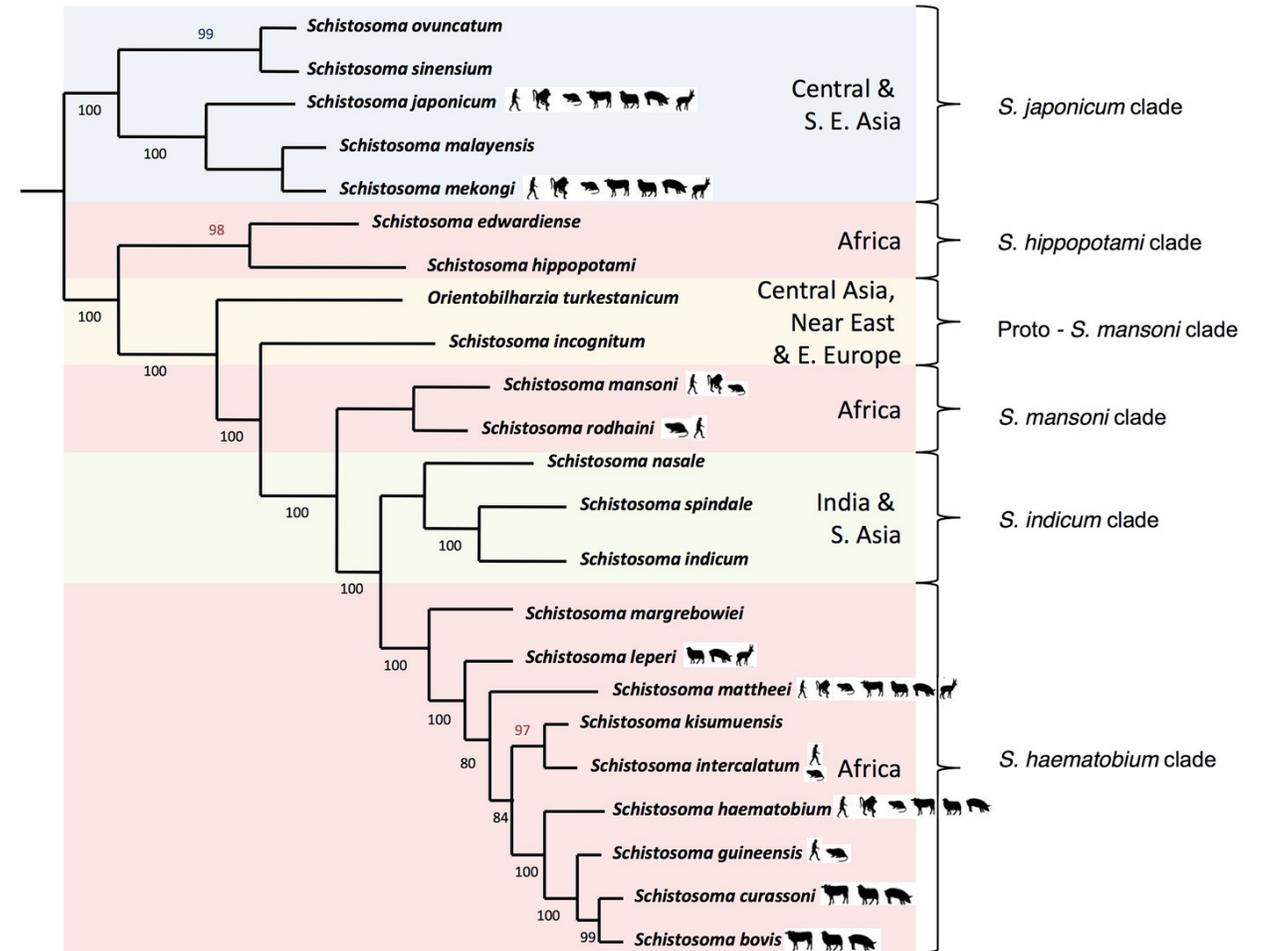 99
Schistosoma ovuncatum
Schistosoma sinensium
100
Schistosoma japonicum
Central &
S. E. Asia
S. japonicum clade
100
Schistosoma malayensis
Schistosoma mekongi
98
Schistosoma edwardiense
Africa
S. hippopotami clade
Schistosoma hippopotami
100
Orientobilharzia turkestanicum
Central Asia,
Near East
& E. Europe
Proto - S. mansoni clade
Schistosoma incognitum
100
Schistosoma mansoni
Africa
S. mansoni clade
Schistosoma rodhaini
100
Schistosoma nasale
100
Schistosoma spindale
India &
S. Asia
S. indicum clade
100
Schistosoma indicum
100
Schistosoma margrebowiei
100
Schistosoma leperi
Schistosoma mattheei
100
97
Schistosoma kisumuensis
80
Schistosoma intercalatum
Africa
S. haematobium clade
84
Schistosoma haematobium
100
Schistosoma guineensis
100
Schistosoma curassoni
99
Schistosoma bovis